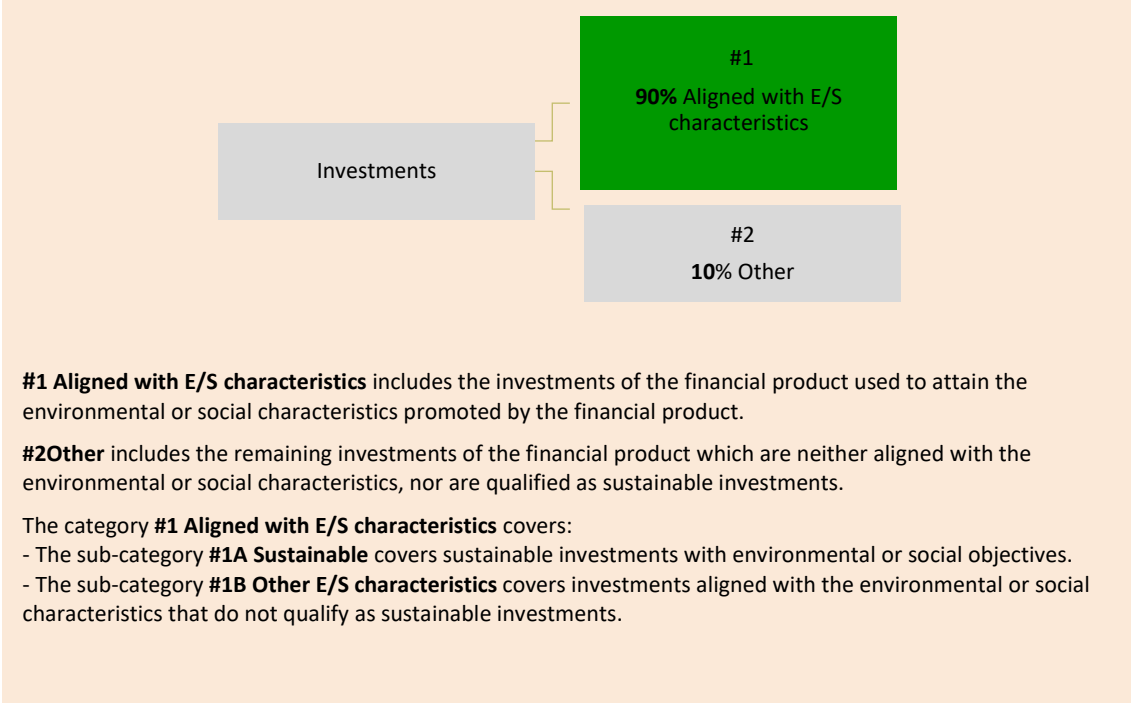 #1
90% Aligned with E/S
characteristics
Investments
#2
10% Other
#1 Aligned with E/S characteristics includes the investments of the financial product used to attain the
environmental or social characteristics promoted by the financial product.
#2Other includes the remaining investments of the financial product which are neither aligned with the
environmental or social characteristics, nor are qualified as sustainable investments.
The category #1 Aligned with E/S characteristics covers:
- The sub-category #1A Sustainable covers sustainable investments with environmental or social objectives.
- The sub-category #1B Other E/S characteristics covers investments aligned with the environmental or social
characteristics that do not qualify as sustainable investments.